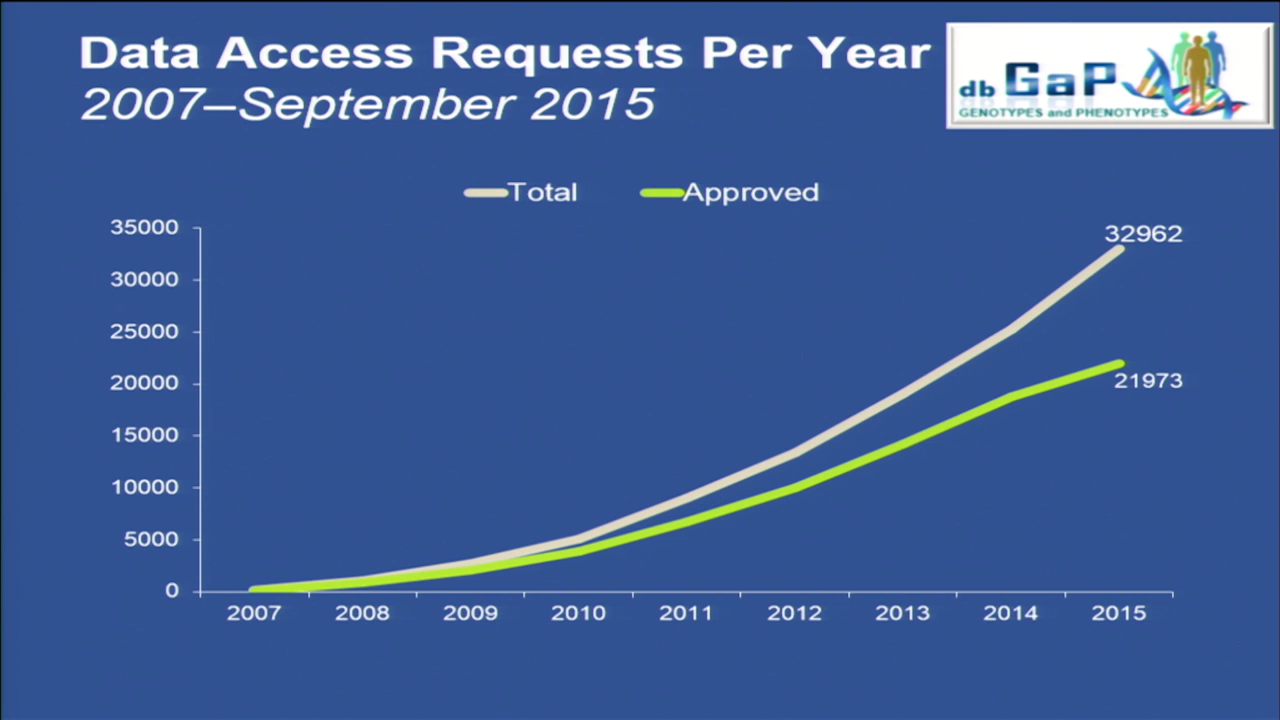 Data Access Requests Per Year
2007–September 2015
db GaP
GENOTYPES and PHENOTYPES
Total
Approved
35000
30000
25000
20000
15000
10000
5000
0
32962
21973
2007 2008 2009 2010 2011 2012 2013 2014 2015